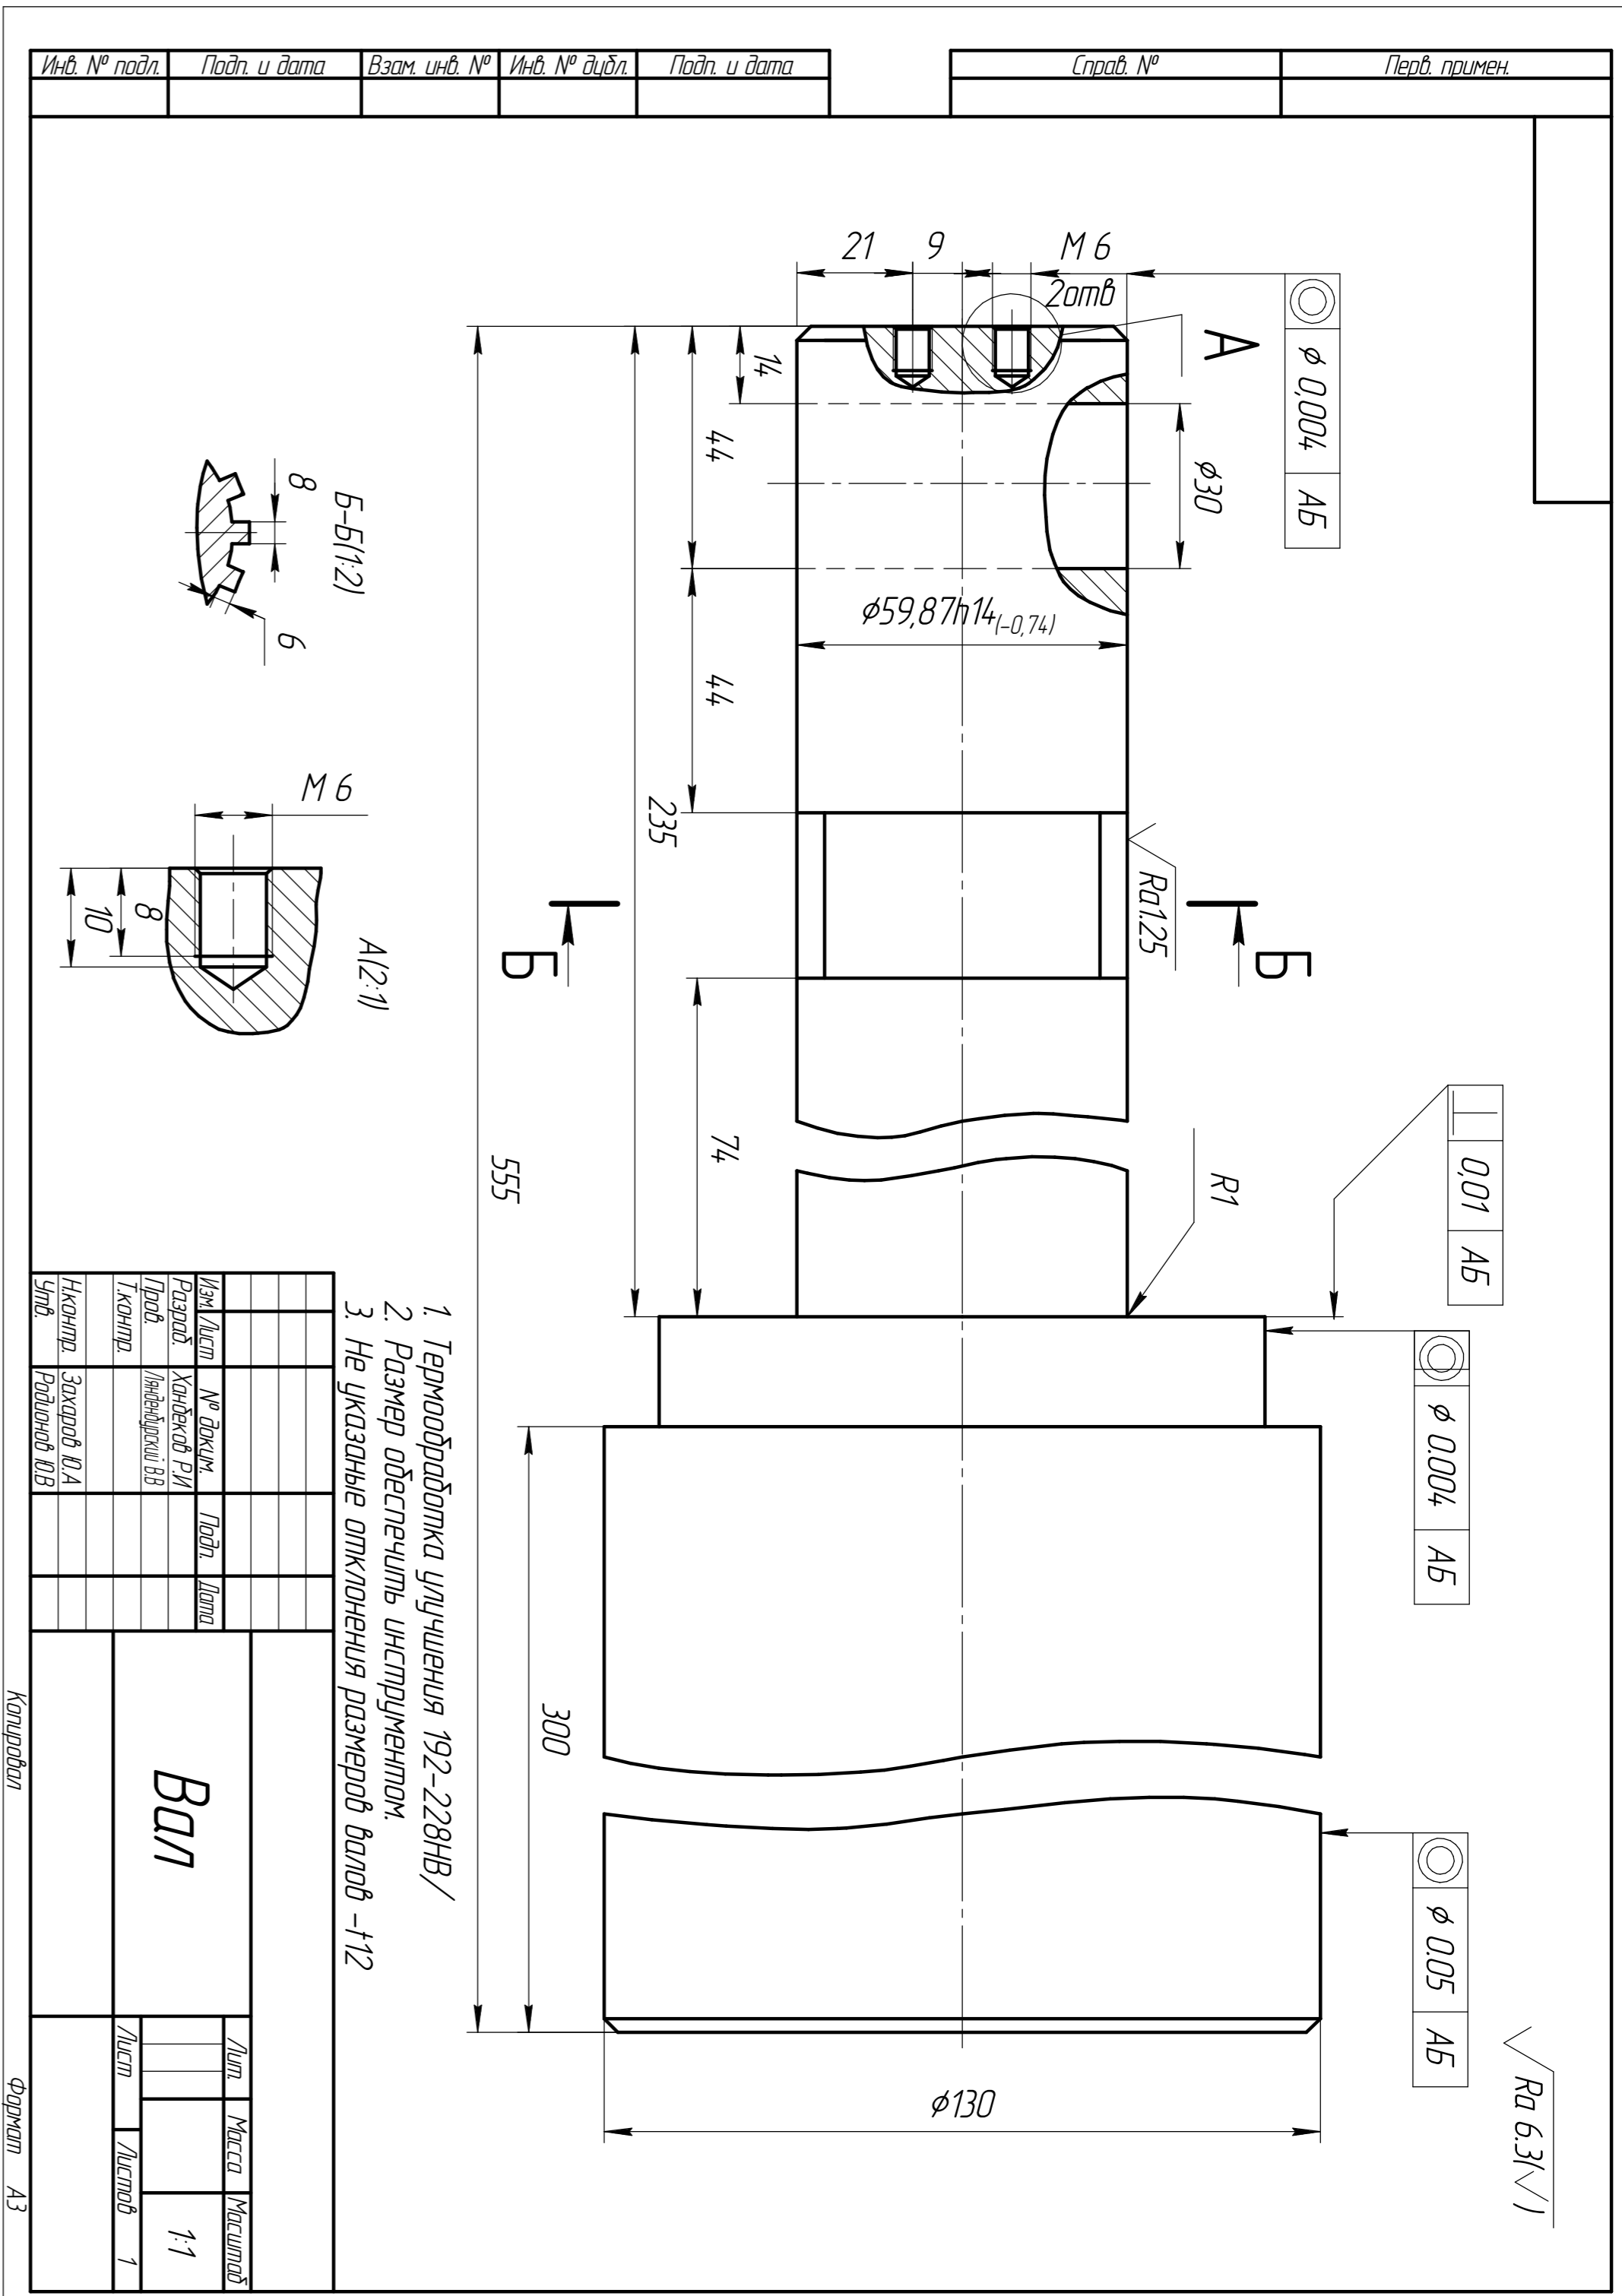 Перв. примен.
Справ. №
Подп. и дата
Инв. № дубл.
Взам. инв. №
Подп. и дата
Инв. № подл.
Ra 6.3(√)
⌀ 0,004 АБ
0,01 АБ
⌀ 0.004 АБ
⌀ 0.05 АБ
А
М 6
2отв
9
21
⌀30
14
44
⌀59,87h14(-0,74)
44
235
Ra1.25
Б
Б
74
R1
555
300
⌀130
Б-Б(1:2)
8
6
А(2:1)
М 6
8
10
1. Термообработка улучшения 192-228НВ/
2. Размер обеспечить инструментом.
3. Не указаные отклонения размеров валов -t12
Изм. Лист № докум. Подп. Дата
Разраб. Ханбеков Р.И
Пров. Лянденбурский В.В
Т.контр.
Н.контр. Захаров Ю.А
Утв. Родионов Ю.В
Вал
Лит. Масса Масштаб
1:1
Лист Листов 1
Копировал
Формат А3